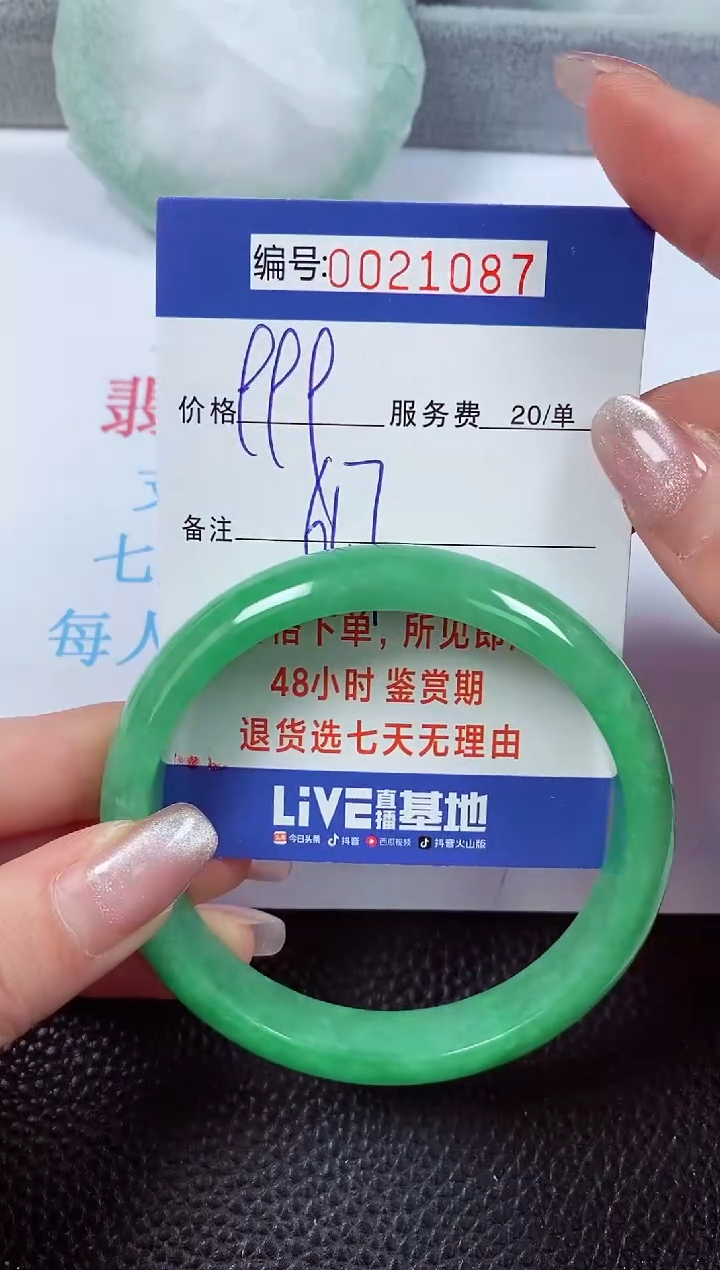 编号:0021087
价格 999 服务费 20/单
备注
翡
七
每人
下单，所见即
48小时 鉴赏期
退货选七天无理由
LiVE直播基地
今日头条 抖音 西瓜视频 抖音火山版